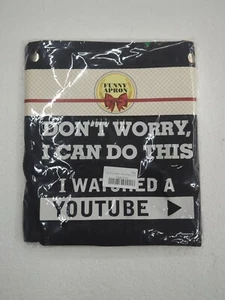 FUNNY
APRON
DON'T WORRY,
I CAN DO THIS
I WATCHED A
YOUTUBE